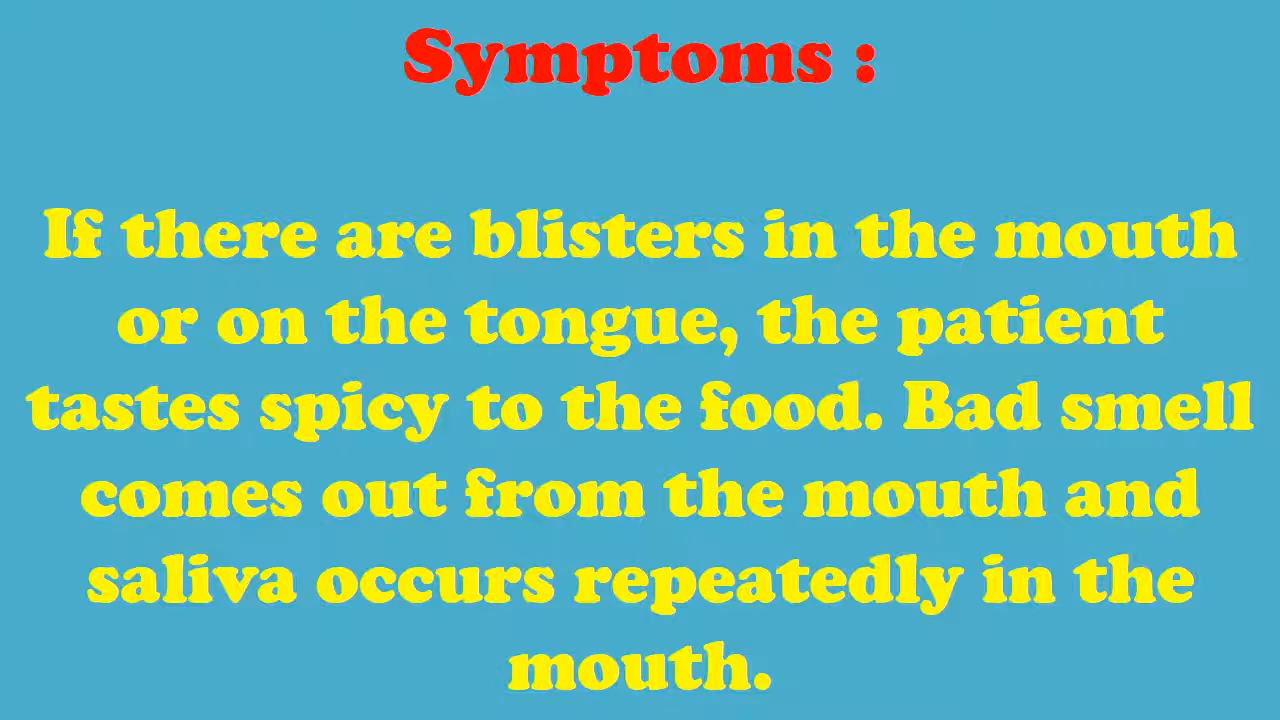 Symptoms :
If there are blisters in the mouth
or on the tongue, the patient
tastes spicy to the food. Bad smell
comes out from the mouth and
saliva occurs repeatedly in the
mouth.